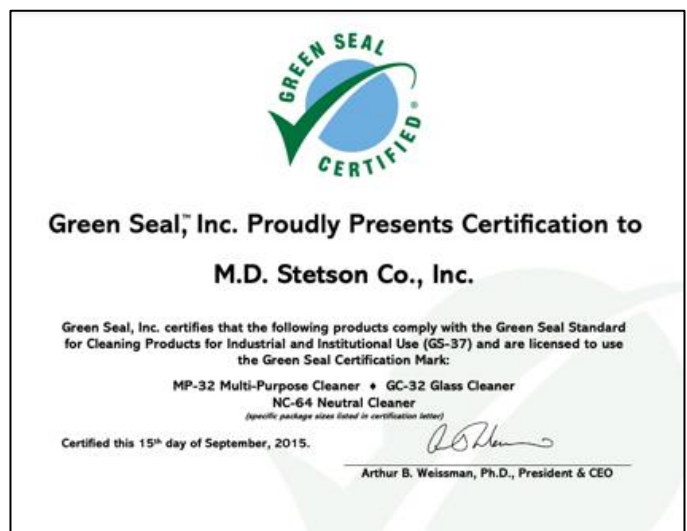 GREEN SEAL
CERTIFIED ®
Green Seal,™ Inc. Proudly Presents Certification to
M.D. Stetson Co., Inc.
Green Seal, Inc. certifies that the following products comply with the Green Seal Standard
for Cleaning Products for Industrial and Institutional Use (GS-37) and are licensed to use
the Green Seal Certification Mark:
MP-32 Multi-Purpose Cleaner ♦ GC-32 Glass Cleaner
NC-64 Neutral Cleaner
(specific package sizes listed in certification letter)
Certified this 15th day of September, 2015.
Arthur B. Weissman, Ph.D., President & CEO